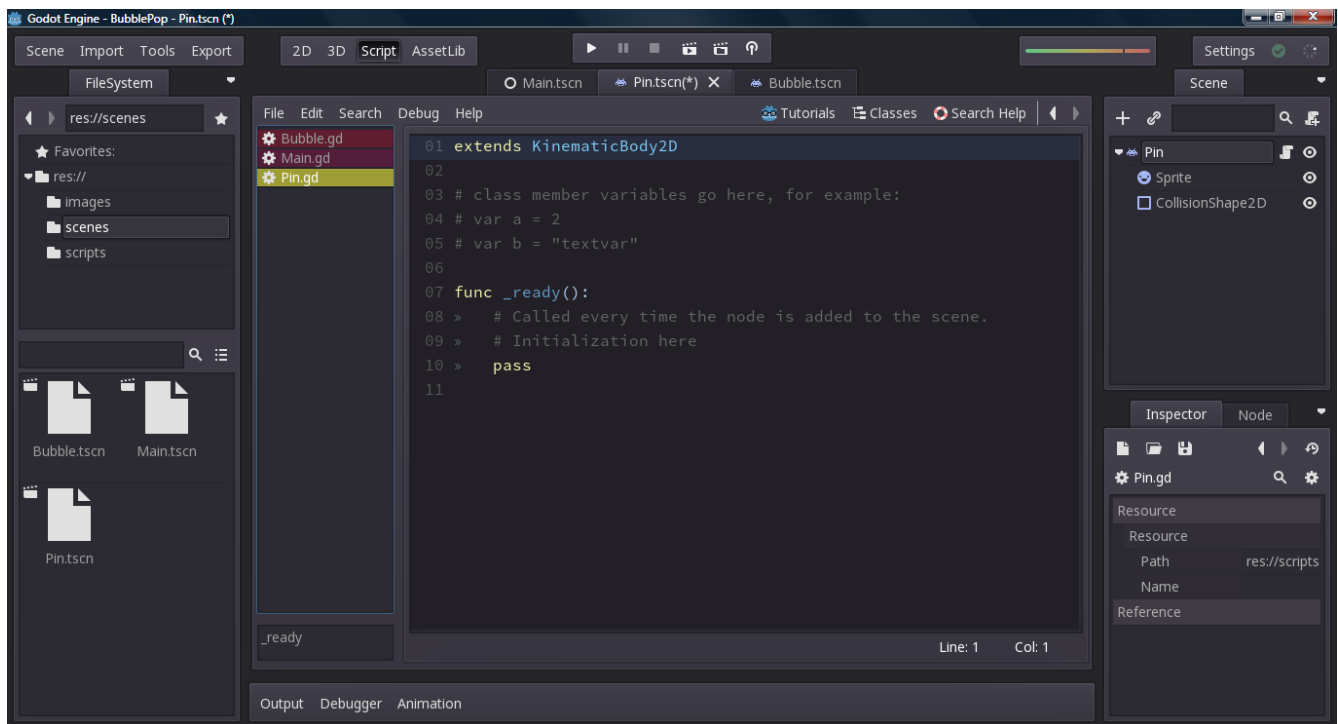 Godot Engine - BubblePop - Pin.tscn (*)
Scene Import Tools Export
2D 3D Script AssetLib
Settings
FileSystem
Main.tscn
Pin.tscn(*)
Bubble.tscn
Scene
res://scenes
Favorites:
res://
images
scenes
scripts
Bubble.tscn
Main.tscn
Pin.tscn
File Edit Search Debug Help
Tutorials
Classes
Search Help
Bubble.gd
Main.gd
Pin.gd
_ready
01 extends KinematicBody2D
02
03 # class member variables go here, for example:
04 # var a = 2
05 # var b = "textvar"
06
07 func _ready():
08 » # Called every time the node is added to the scene.
09 » # Initialization here
10 » pass
11
Line: 1 Col: 1
Output Debugger Animation
Pin
Sprite
CollisionShape2D
Inspector Node
Pin.gd
Resource
Resource
Path res://scripts
Name
Reference